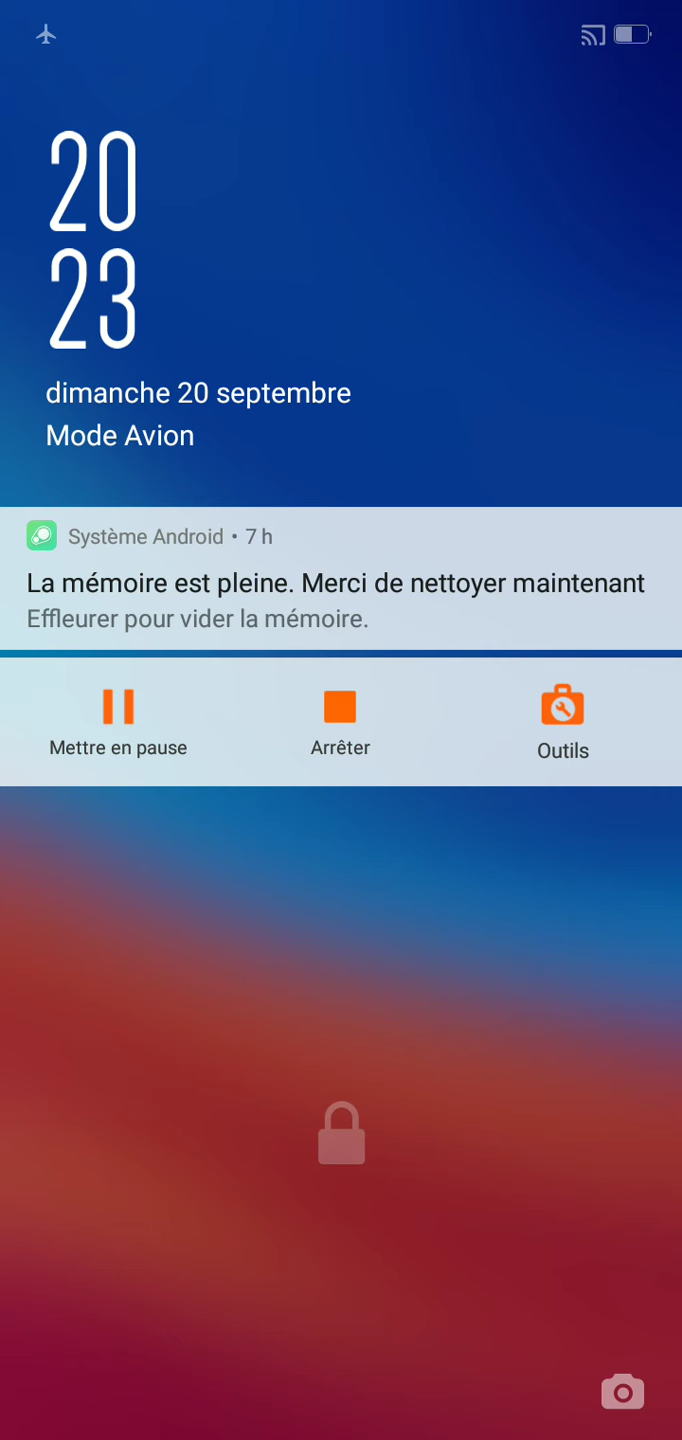 20
23
dimanche 20 septembre
Mode Avion
Système Android • 7 h
La mémoire est pleine. Merci de nettoyer maintenant
Effleurer pour vider la mémoire.
Mettre en pause
Arrêter
Outils